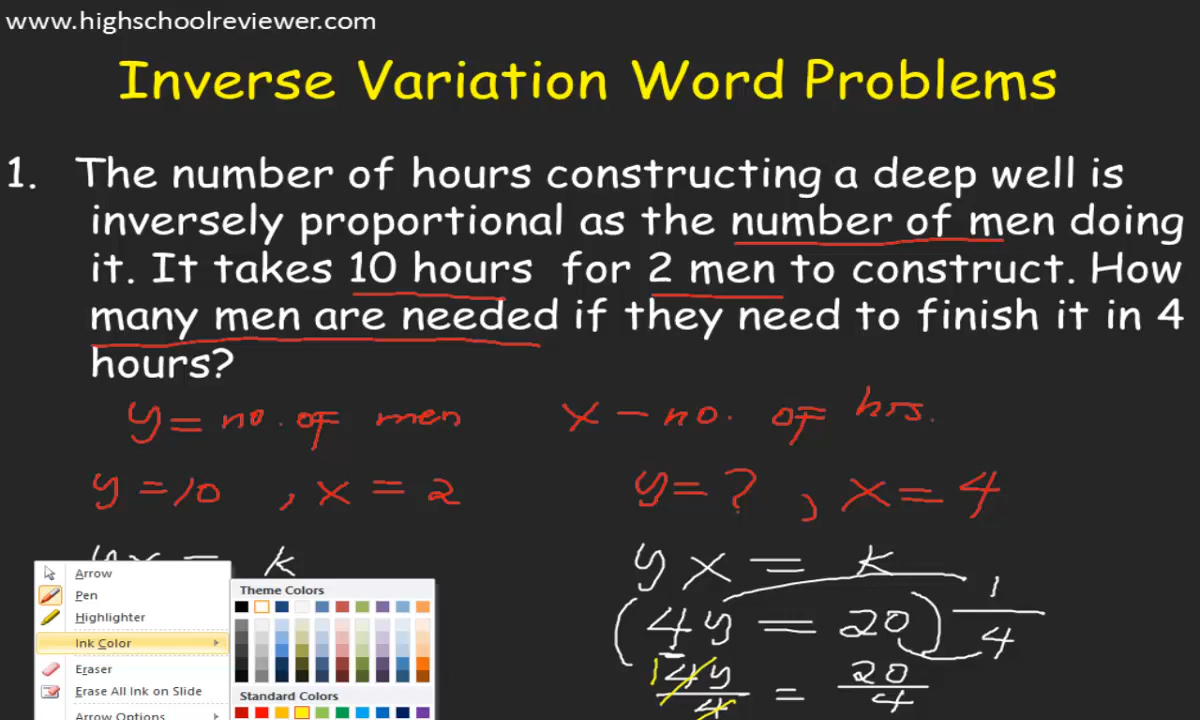 www.highschoolreviewer.com
Inverse Variation Word Problems
1. The number of hours constructing a deep well is
inversely proportional as the number of men doing
it. It takes 10 hours for 2 men to construct. How
many men are needed if they need to finish it in 4
hours?
y = no. of men x – no. of hrs.
y = 10 , x = 2 y = ? , x = 4
yx = k yx = k
(4y = 20) 1/4
1 4y/4 = 20/4
Arrow
Pen
Highlighter
Ink Color
Eraser
Erase All Ink on Slide
Arrow Options
Theme Colors
Standard Colors